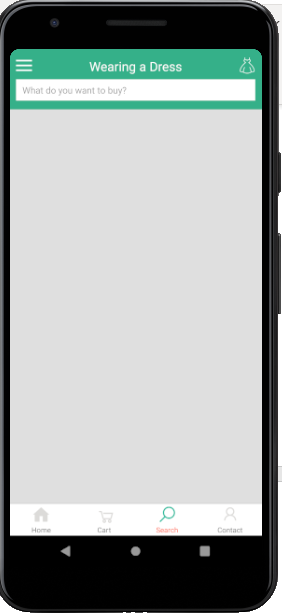 Wearing a Dress
What do you want to buy?
Home Cart Search Contact